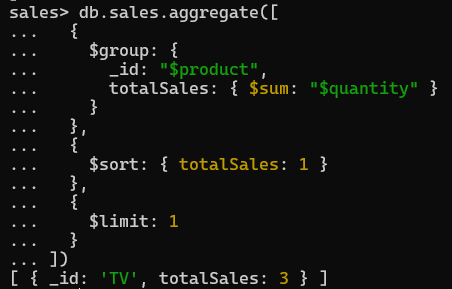 sales> db.sales.aggregate([
...   {
...     $group: {
...       _id: "$product",
...       totalSales: { $sum: "$quantity" }
...     }
...   },
...   {
...     $sort: { totalSales: 1 }
...   },
...   {
...     $limit: 1
...   }
... ])
[ { _id: 'TV', totalSales: 3 } ]